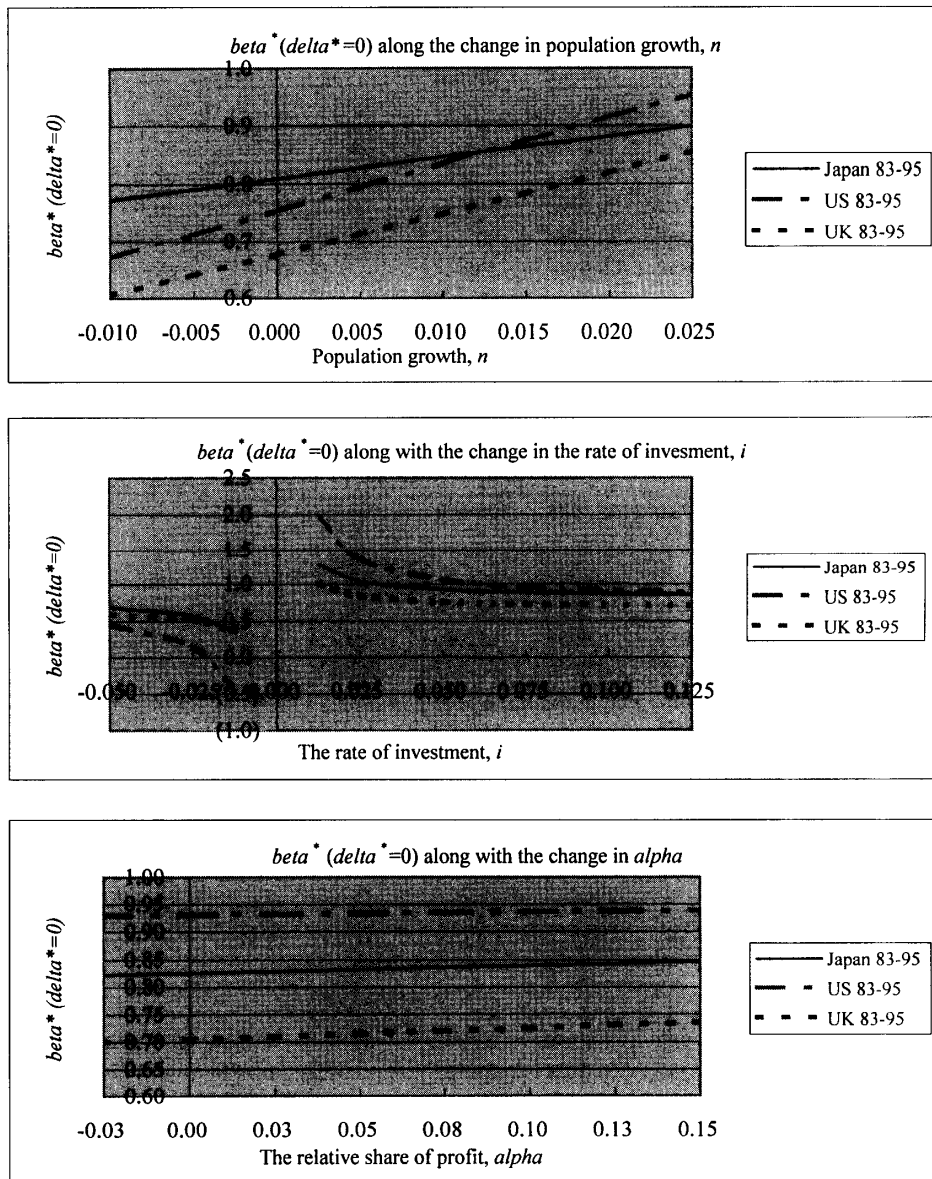 beta*(delta*=0) along the change in population growth, n
beta* (delta*=0)
1.0
0.9
0.8
0.7
0.6
-0.010 -0.005 0.000 0.005 0.010 0.015 0.020 0.025
Population growth, n
Japan 83-95
US 83-95
UK 83-95
beta*(delta*=0) along with the change in the rate of invesment, i
beta* (delta*=0)
2.5
2.0
1.5
1.0
0.5
0.0
-0.050 -0.025 0.000 0.025 0.050 0.075 0.100 0.125
(1.0)
The rate of investment, i
Japan 83-95
US 83-95
UK 83-95
beta* (delta*=0) along with the change in alpha
beta* (delta*=0)
1.00
0.95
0.90
0.85
0.80
0.75
0.70
0.65
0.60
-0.03 0.00 0.03 0.05 0.08 0.10 0.13 0.15
The relative share of profit, alpha
Japan 83-95
US 83-95
UK 83-95